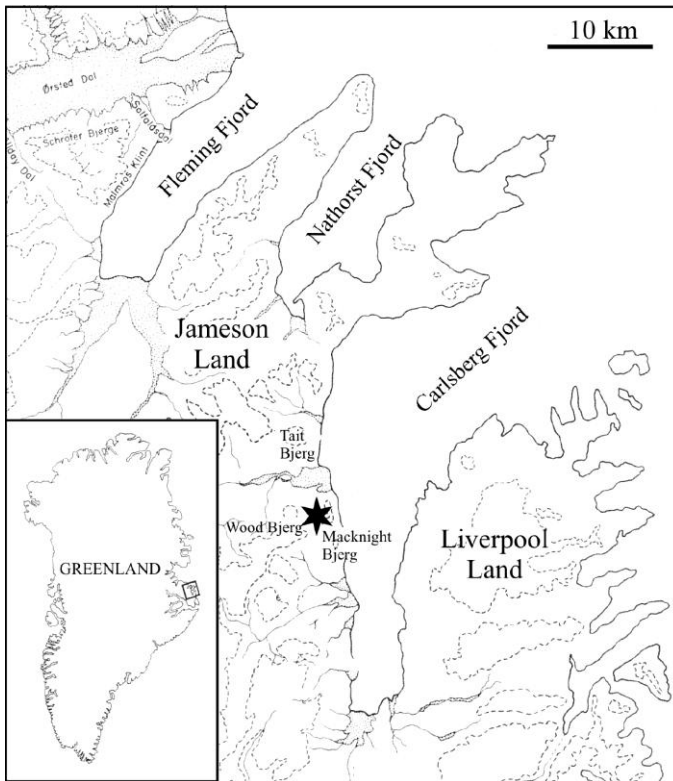 10 km
Ørsted Dal
Schröter Bjerge
Malmros Klint
Fleming Fjord
Nathorst Fjord
Jameson
Land
Carlsberg Fjord
Tait
Bjerg
Wood Bjerg
Macknight
Bjerg
Liverpool
Land
GREENLAND